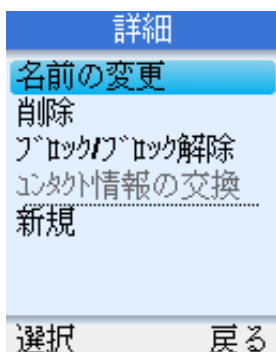 詳細
名前の変更
削除
ﾌﾞﾛｯｸ/ﾌﾞﾛｯｸ解除
ｺﾝﾀｸﾄ情報の交換
新規
選択 戻る